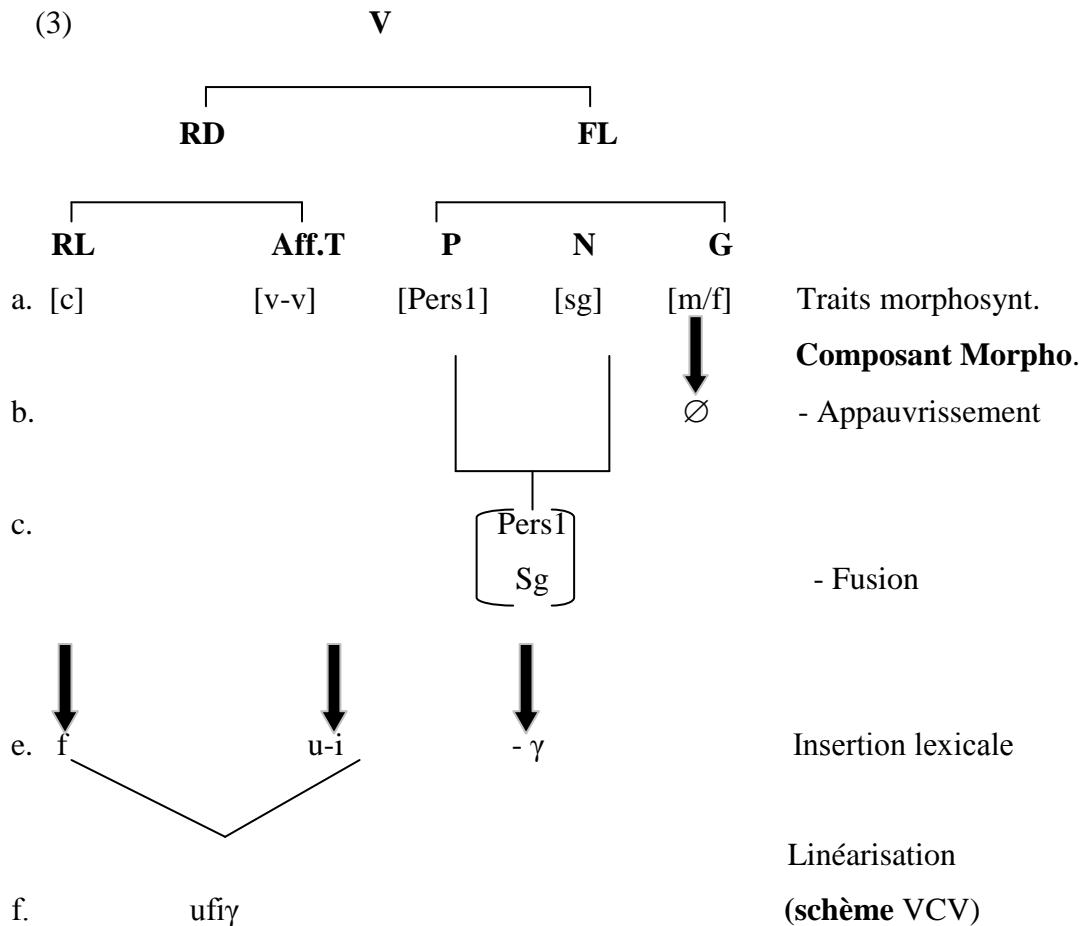 (3) V
RD FL
RL Aff.T P N G
a. [c] [v-v] [Pers1] [sg] [m/f] Traits morphosynt.
Composant Morpho.
b. ∅ - Appauvrissement
c. Pers1
Sg - Fusion
e. f u-i - γ Insertion lexicale
Linéarisation
f. ufiγ (schème VCV)